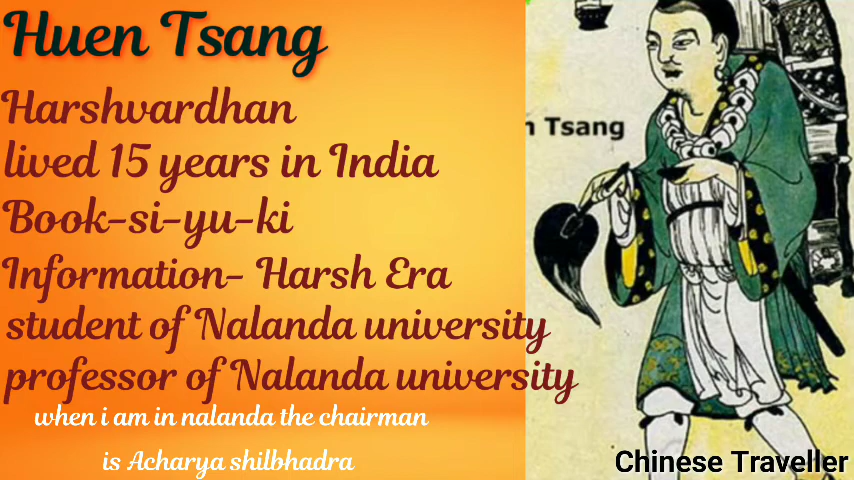 Huen Tsang
Harshvardhan
lived 15 years in India
Book-si-yu-ki
Information- Harsh Era
student of Nalanda university
professor of Nalanda university
when i am in nalanda the chairman
is Acharya shilbhadra
n Tsang
Chinese Traveller